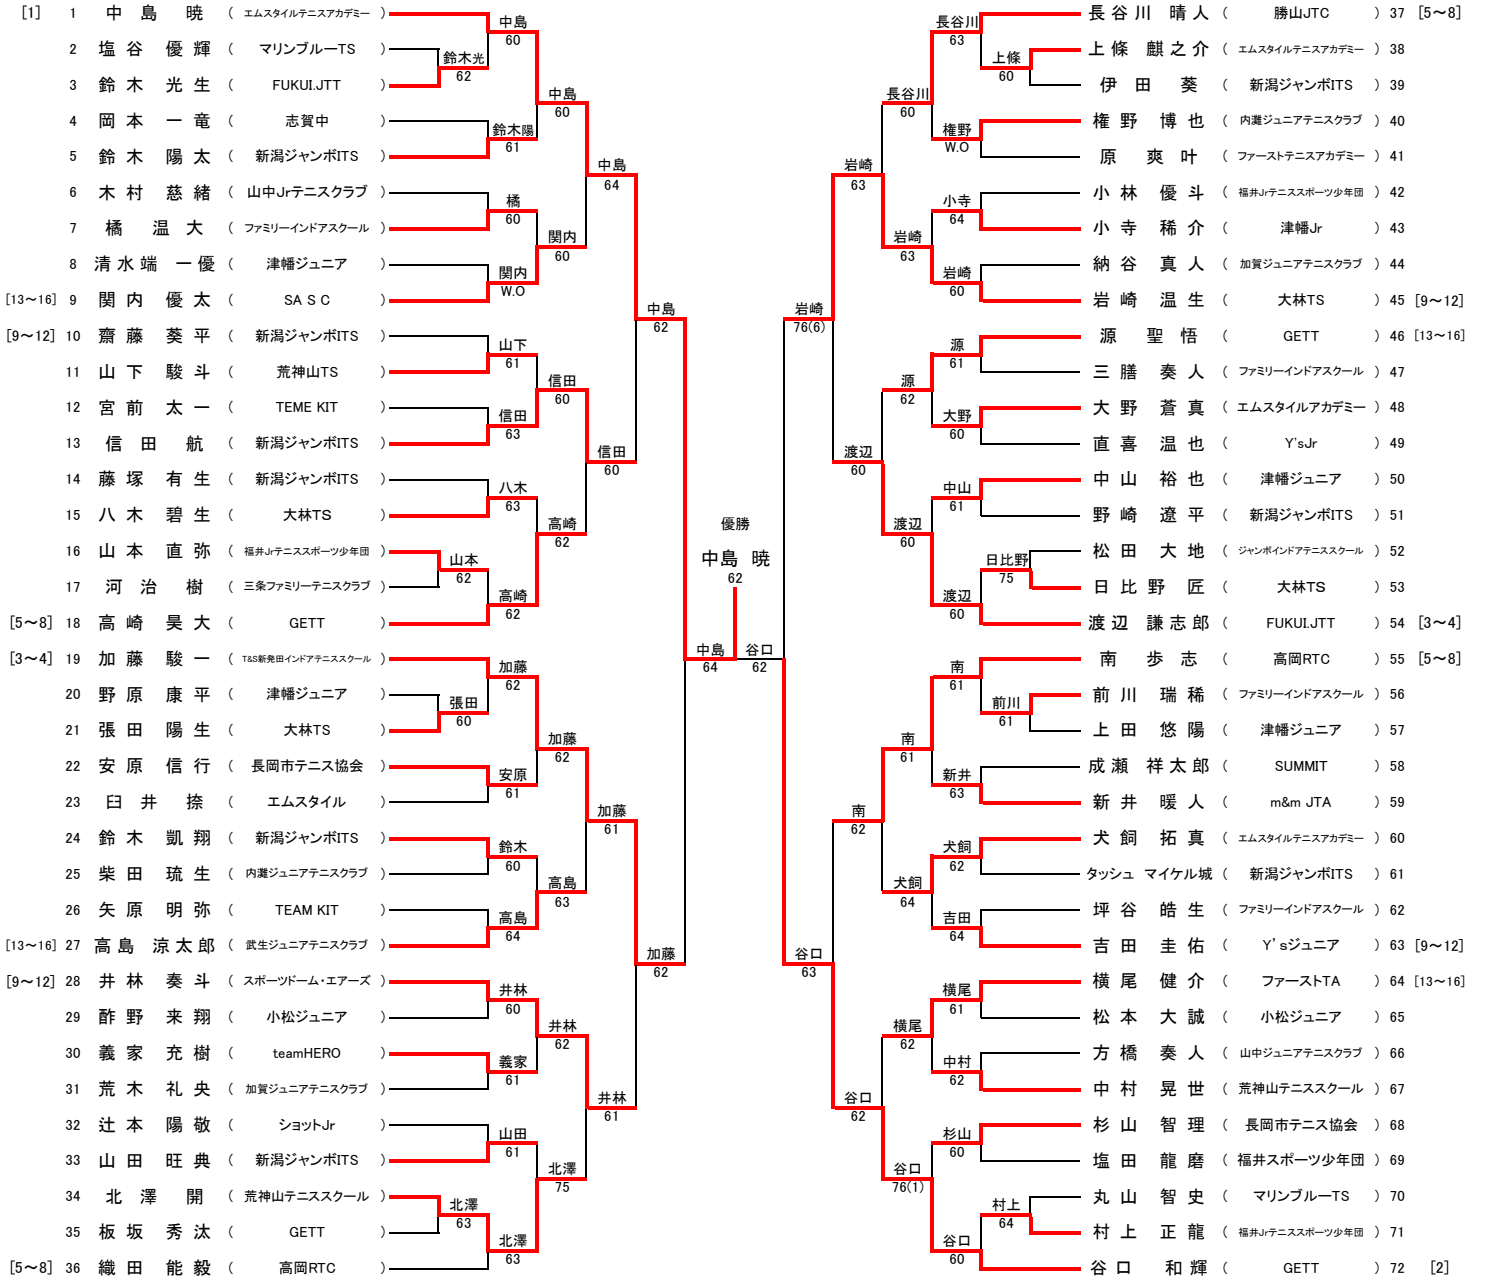 [1] 1 中島 暁 ( エムスタイルテニスアカデミー )
2 塩谷 優輝 ( マリンブルーTS )
3 鈴木 光生 ( FUKUI.JTT )
4 岡本 一竜 ( 志賀中 )
5 鈴木 陽太 ( 新潟ジャンボITS )
6 木村 慈緒 ( 山中Jrテニスクラブ )
7 橘 温大 ( ファミリーインドアスクール )
8 清水端 一優 ( 津幡ジュニア )
[13～16] 9 関内 優太 ( SA S C )
[9～12] 10 齋藤 葵平 ( 新潟ジャンボITS )
11 山下 駿斗 ( 荒神山TS )
12 宮前 太一 ( TEME KIT )
13 信田 航 ( 新潟ジャンボITS )
14 藤塚 有生 ( 新潟ジャンボITS )
15 八木 碧生 ( 大林TS )
16 山本 直弥 ( 福井Jrテニススポーツ少年団 )
17 河治 樹 ( 三条ファミリーテニスクラブ )
[5～8] 18 高崎 昊大 ( GETT )
[3～4] 19 加藤 駿一 ( T&S新発田インドアテニススクール )
20 野原 康平 ( 津幡ジュニア )
21 張田 陽生 ( 大林TS )
22 安原 信行 ( 長岡市テニス協会 )
23 臼井 捺 ( エムスタイル )
24 鈴木 凱翔 ( 新潟ジャンボITS )
25 柴田 琉生 ( 内灘ジュニアテニスクラブ )
26 矢原 明弥 ( TEAM KIT )
[13～16] 27 高島 涼太郎 ( 武生ジュニアテニスクラブ )
[9～12] 28 井林 奏斗 ( スポーツドーム・エアーズ )
29 酢野 来翔 ( 小松ジュニア )
30 義家 充樹 ( teamHERO )
31 荒木 礼央 ( 加賀ジュニアテニスクラブ )
32 辻本 陽敬 ( ショットJr )
33 山田 旺典 ( 新潟ジャンボITS )
34 北澤 開 ( 荒神山テニススクール )
35 板坂 秀汰 ( GETT )
[5～8] 36 織田 能毅 ( 高岡RTC )
鈴木光
62
山本
62
張田
60
北澤
63
中島
60
鈴木陽
61
橘
60
関内
W.O
山下
61
信田
63
八木
63
高崎
62
加藤
62
安原
61
鈴木
60
高島
64
井林
60
義家
61
山田
61
北澤
63
中島
60
関内
60
信田
60
高崎
62
加藤
62
高島
63
井林
62
北澤
75
中島
64
信田
60
加藤
61
井林
61
中島
62
加藤
62
中島
64
優勝
中島 暁
62
谷口
62
岩崎
76(6)
谷口
63
岩崎
63
渡辺
60
南
62
谷口
62
長谷川
60
岩崎
63
源
62
渡辺
60
南
61
犬飼
64
横尾
62
谷口
76(1)
長谷川
63
権野
W.O
小寺
64
岩崎
60
源
61
大野
60
中山
61
渡辺
60
南
61
新井
63
犬飼
62
吉田
64
横尾
61
中村
62
杉山
60
谷口
60
上條
60
日比野
75
前川
61
村上
64
長谷川 晴人 ( 勝山JTC ) 37 [5～8]
上條 麒之介 ( エムスタイルテニスアカデミー ) 38
伊田 葵 ( 新潟ジャンボITS ) 39
権野 博也 ( 内灘ジュニアテニスクラブ ) 40
原 爽叶 ( ファーストテニスアカデミー ) 41
小林 優斗 ( 福井Jrテニススポーツ少年団 ) 42
小寺 稀介 ( 津幡Jr ) 43
納谷 真人 ( 加賀ジュニアテニスクラブ ) 44
岩崎 温生 ( 大林TS ) 45 [9～12]
源 聖悟 ( GETT ) 46 [13～16]
三膳 奏人 ( ファミリーインドアスクール ) 47
大野 蒼真 ( エムスタイルアカデミー ) 48
直喜 温也 ( Y'sJr ) 49
中山 裕也 ( 津幡ジュニア ) 50
野崎 遼平 ( 新潟ジャンボITS ) 51
松田 大地 ( ジャンボインドアテニススクール ) 52
日比野 匠 ( 大林TS ) 53
渡辺 謙志郎 ( FUKUI.JTT ) 54 [3～4]
南 歩志 ( 高岡RTC ) 55 [5～8]
前川 瑞稀 ( ファミリーインドアスクール ) 56
上田 悠陽 ( 津幡ジュニア ) 57
成瀬 祥太郎 ( SUMMIT ) 58
新井 暖人 ( m&m JTA ) 59
犬飼 拓真 ( エムスタイルテニスアカデミー ) 60
タッシュ マイケル城 ( 新潟ジャンボITS ) 61
坪谷 皓生 ( ファミリーインドアスクール ) 62
吉田 圭佑 ( Y'sジュニア ) 63 [9～12]
横尾 健介 ( ファーストTA ) 64 [13～16]
松本 大誠 ( 小松ジュニア ) 65
方橋 奏人 ( 山中ジュニアテニスクラブ ) 66
中村 晃世 ( 荒神山テニススクール ) 67
杉山 智理 ( 長岡市テニス協会 ) 68
塩田 龍磨 ( 福井スポーツ少年団 ) 69
丸山 智史 ( マリンブルーTS ) 70
村上 正龍 ( 福井Jrテニススポーツ少年団 ) 71
谷口 和輝 ( GETT ) 72 [2]